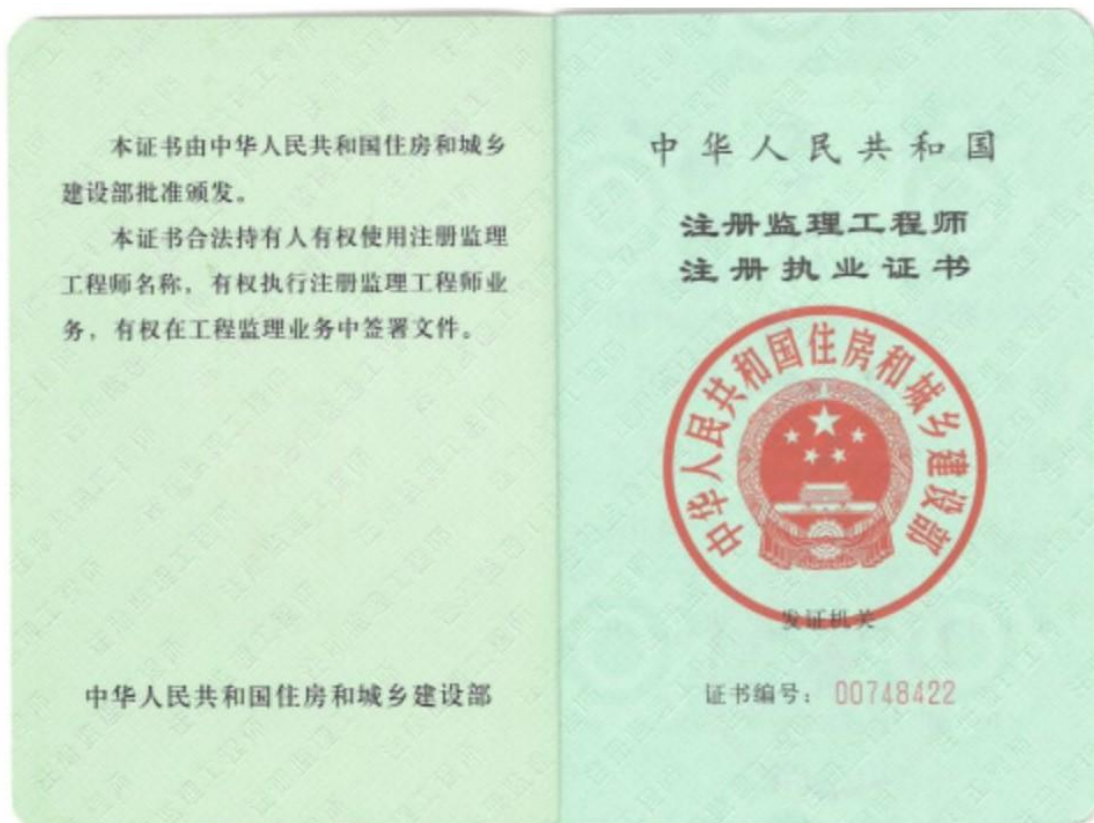 本证书由中华人民共和国住房和城乡
建设部批准颁发。
本证书合法持有人有权使用注册监理
工程师名称，有权执行注册监理工程师业
务，有权在工程监理业务中签署文件。
中华人民共和国住房和城乡建设部
中华人民共和国
注册监理工程师
注册执业证书
中华人民共和国住房和城乡建设部
发证机关
证书编号：00748422